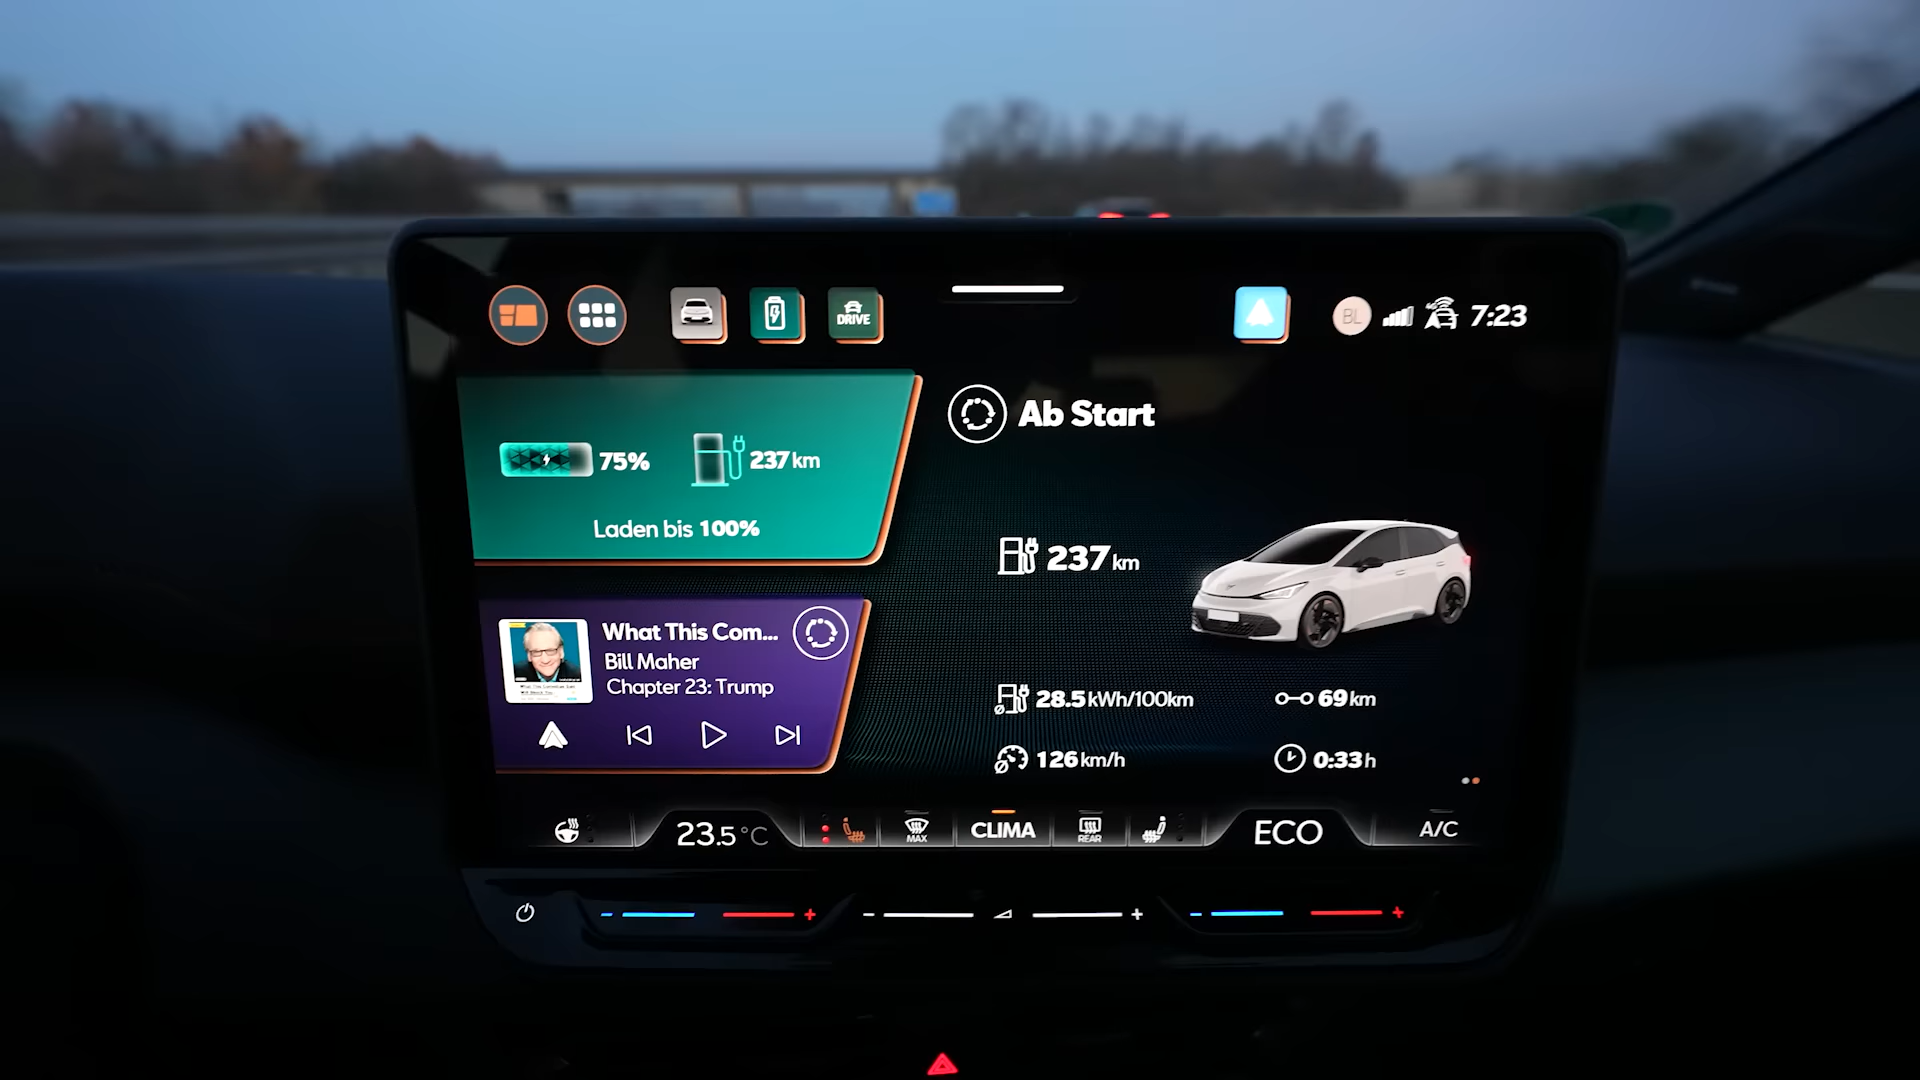 DRIVE
BL
7:23
75%
237 km
Laden bis 100%
What This Com...
Bill Maher
Chapter 23: Trump
Ab Start
237 km
28.5 kWh/100km
69 km
126 km/h
0:33 h
23.5 °C
MAX
CLIMA
REAR
ECO
A/C
- +
- +
- +